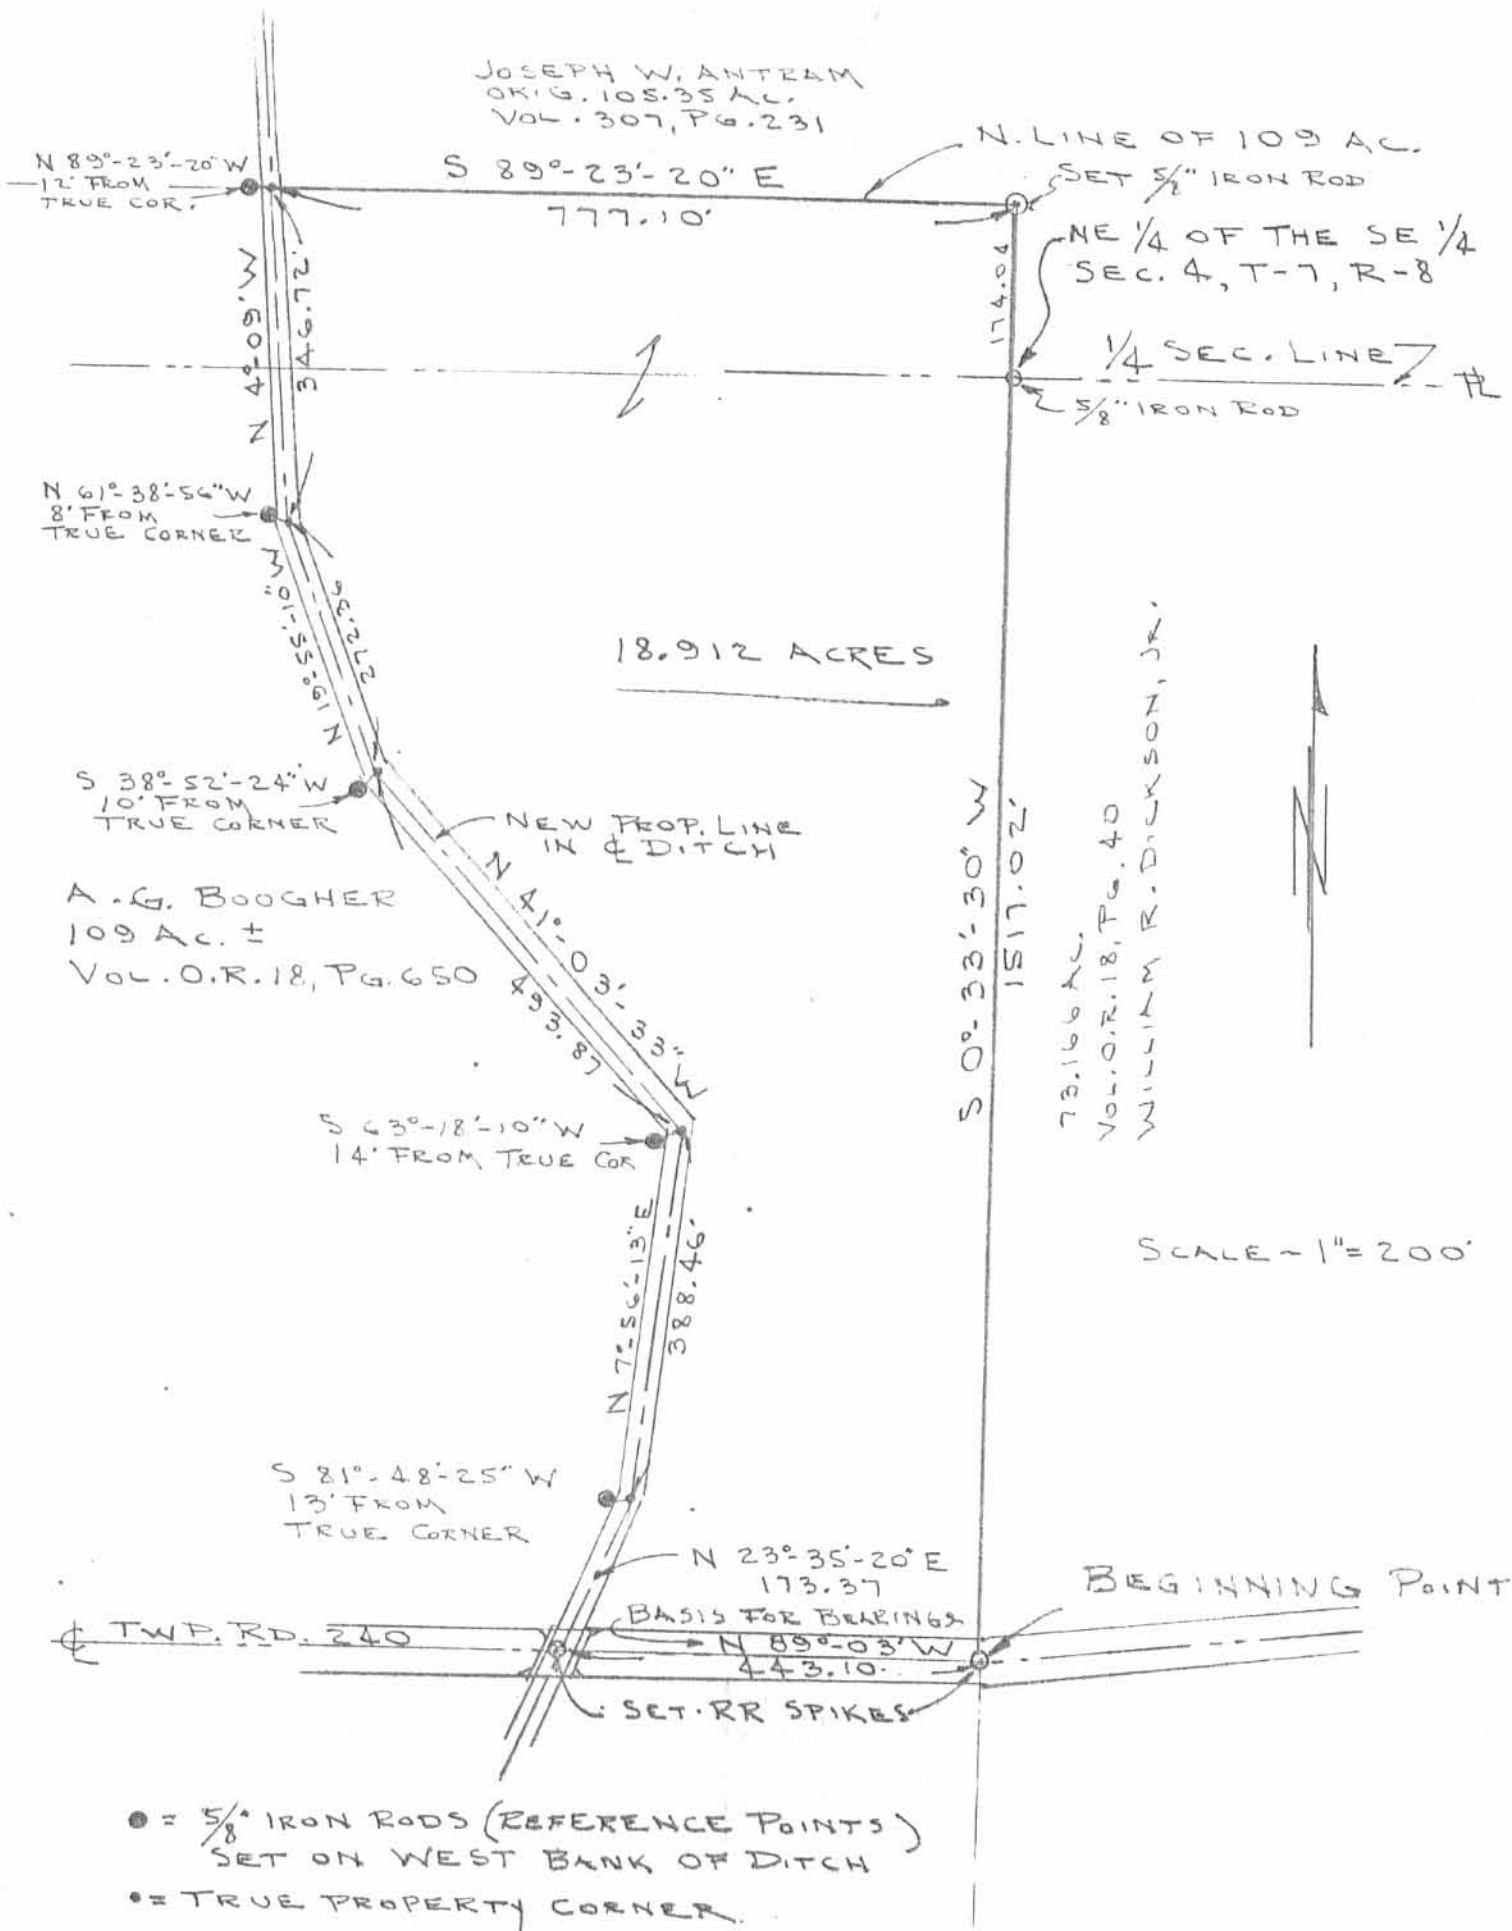 JOSEPH W. ANTRAM
ORIG. 105.35 AC.
VOL. 307, PG. 231
N. LINE OF 109 AC.
N 89°-23'-20" W
12' FROM
TRUE COR.
S 89°-23'-20" E
777.10'
SET 5/8" IRON ROD
NE 1/4 OF THE SE 1/4
SEC. 4, T-7, R-8
174.04
N 4°-09' W
346.72'
1/4 SEC. LINE
PL
5/8" IRON ROD
N 61°-38'-56" W
8' FROM
TRUE CORNER
N 19°-55'-10" W
272.36
18.912 ACRES
S 38°-52'-24" W
10' FROM
TRUE CORNER
NEW PROP. LINE
IN ℄ DITCH
N 41°-03'-33" W
493.87
A. G. BOOGHER
109 AC. ±
VOL. O.R. 18, PG. 650
S 0°-33'-30" W
1517.02'
73.166 AC.
VOL. O.R. 18, PG. 40
WILLIAM R. DICKSON, JR.
N
S 63°-18'-10" W
14' FROM TRUE COR
N 7°-56'-13" E
388.46'
SCALE ~ 1" = 200'
S 81°-48'-25" W
13' FROM
TRUE CORNER
N 23°-35'-20" E
173.37
BEGINNING POINT
BASIS FOR BEARINGS
℄ TWP. RD. 240
N 89°-03' W
443.10
SET RR SPIKES
● = 5/8" IRON RODS (REFERENCE POINTS)
SET ON WEST BANK OF DITCH
• = TRUE PROPERTY CORNER